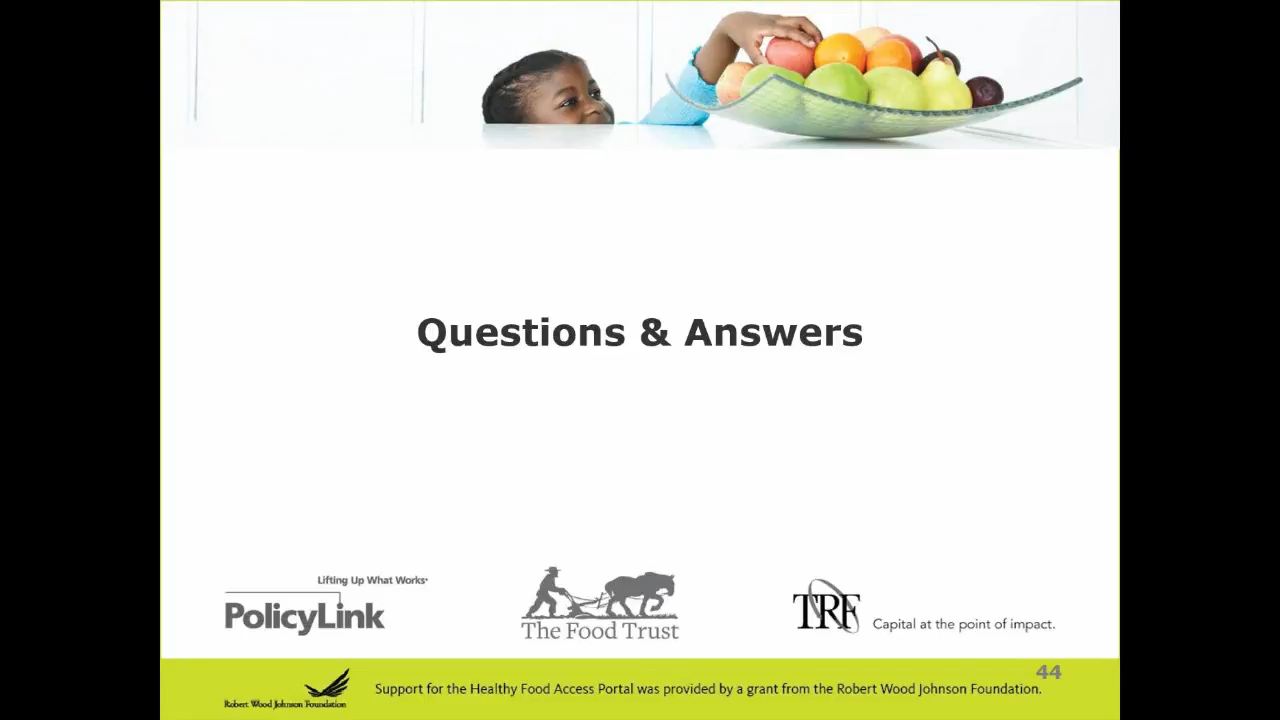 Questions & Answers
Lifting Up What Works®
PolicyLink
The Food Trust
TRF
Capital at the point of impact.
44
Robert Wood Johnson Foundation
Support for the Healthy Food Access Portal was provided by a grant from the Robert Wood Johnson Foundation.